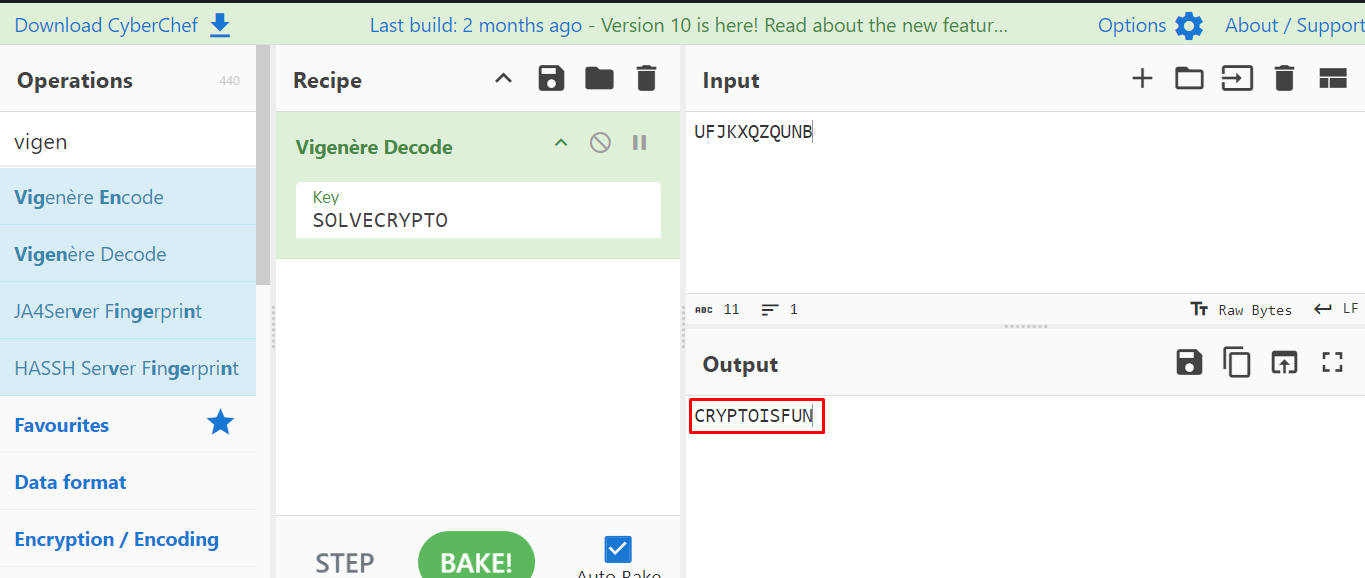 Download CyberChef
Last build: 2 months ago - Version 10 is here! Read about the new featur...
Options
About / Support
Operations
440
Recipe
Input
vigen
Vigenère Encode
Vigenère Decode
JA4Server Fingerprint
HASSH Server Fingerprint
Favourites
Data format
Encryption / Encoding
Vigenère Decode
Key
SOLVECRYPTO
STEP
BAKE!
Auto Bake
UFJKXQZQUNB
ABC 11
1
Tт Raw Bytes
LF
Output
CRYPTOISFUN